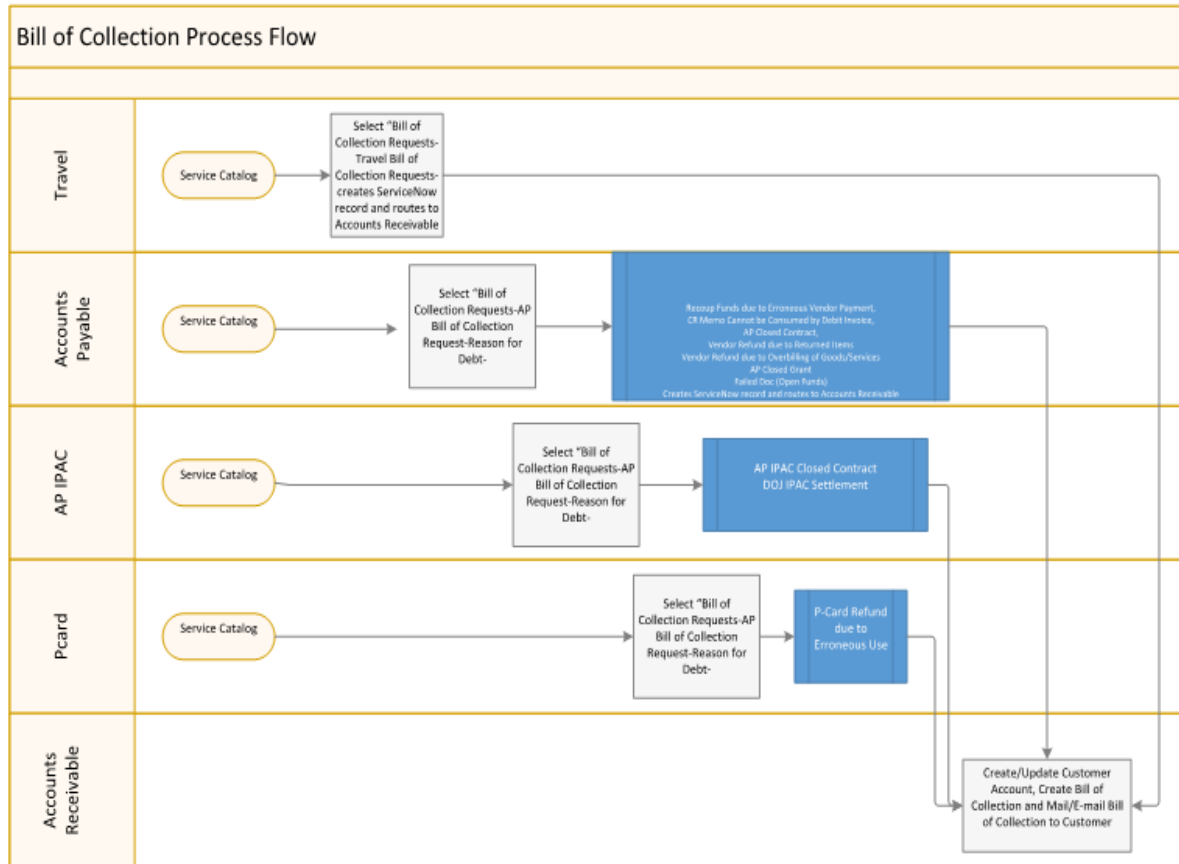 Bill of Collection Process Flow
Travel
Service Catalog
Select “Bill of
Collection Requests-
Travel Bill of
Collection Requests-
creates ServiceNow
record and routes to
Accounts Receivable
Accounts
Payable
Service Catalog
Select “Bill of
Collection Requests-AP
Bill of Collection
Request-Reason for
Debt-
Recoup Funds due to Erroneous Vendor Payment,
CR Memo Cannot be Consumed by Debit Invoice,
AP Closed Contract,
Vendor Refund due to Returned Items
Vendor Refund due to Overbilling of Goods/Services
AP Closed Grant
Failed Doc (Open Funds)
Creates ServiceNow record and routes to Accounts Receivable
AP IPAC
Service Catalog
Select “Bill of
Collection Requests-AP
Bill of Collection
Request-Reason for
Debt-
AP IPAC Closed Contract
DOJ IPAC Settlement
Pcard
Service Catalog
Select “Bill of
Collection Requests-AP
Bill of Collection
Request-Reason for
Debt-
P-Card Refund
due to
Erroneous Use
Accounts
Receivable
Create/Update Customer
Account, Create Bill of
Collection and Mail/E-mail Bill
of Collection to Customer